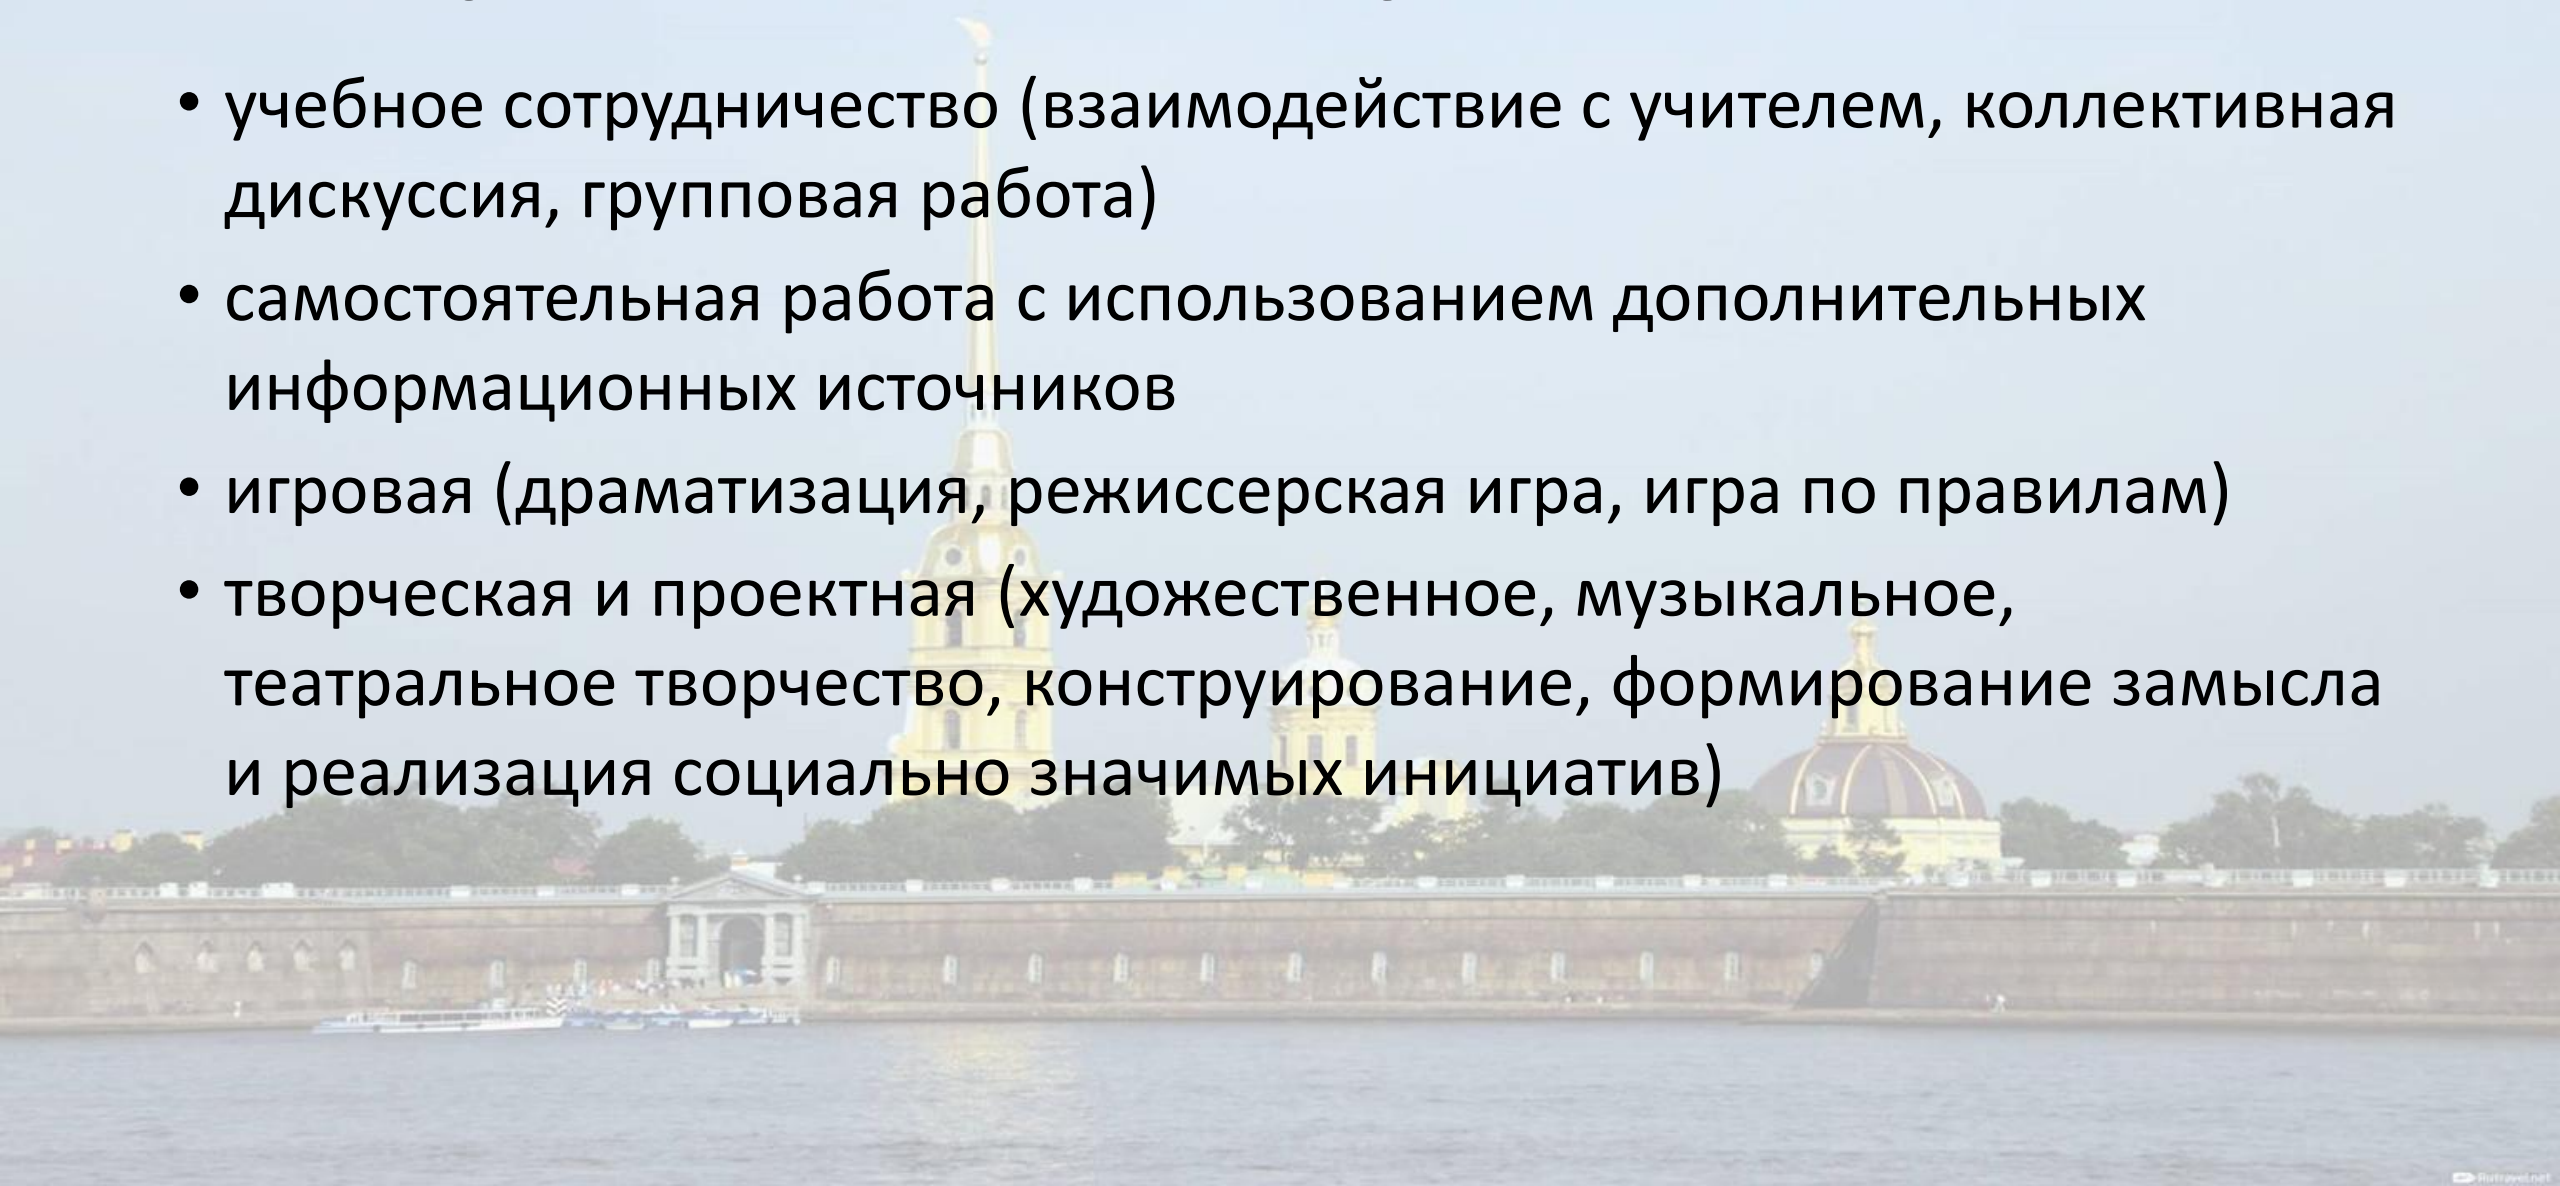 • учебное сотрудничество (взаимодействие с учителем, коллективная
дискуссия, групповая работа)
• самостоятельная работа с использованием дополнительных
информационных источников
• игровая (драматизация, режиссерская игра, игра по правилам)
• творческая и проектная (художественное, музыкальное,
театральное творчество, конструирование, формирование замысла
и реализация социально значимых инициатив)